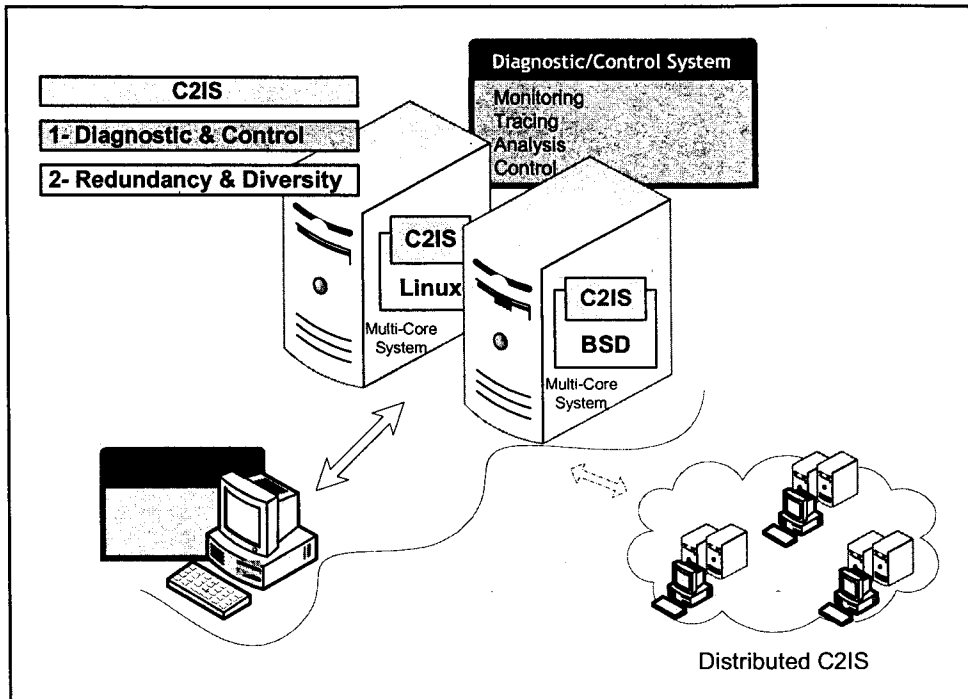 C2IS
1- Diagnostic & Control
2- Redundancy & Diversity
Diagnostic/Control System
Monitoring
Tracing
Analysis
Control
C2IS
Linux
Multi-Core
System
C2IS
BSD
Multi-Core
System
Distributed C2IS